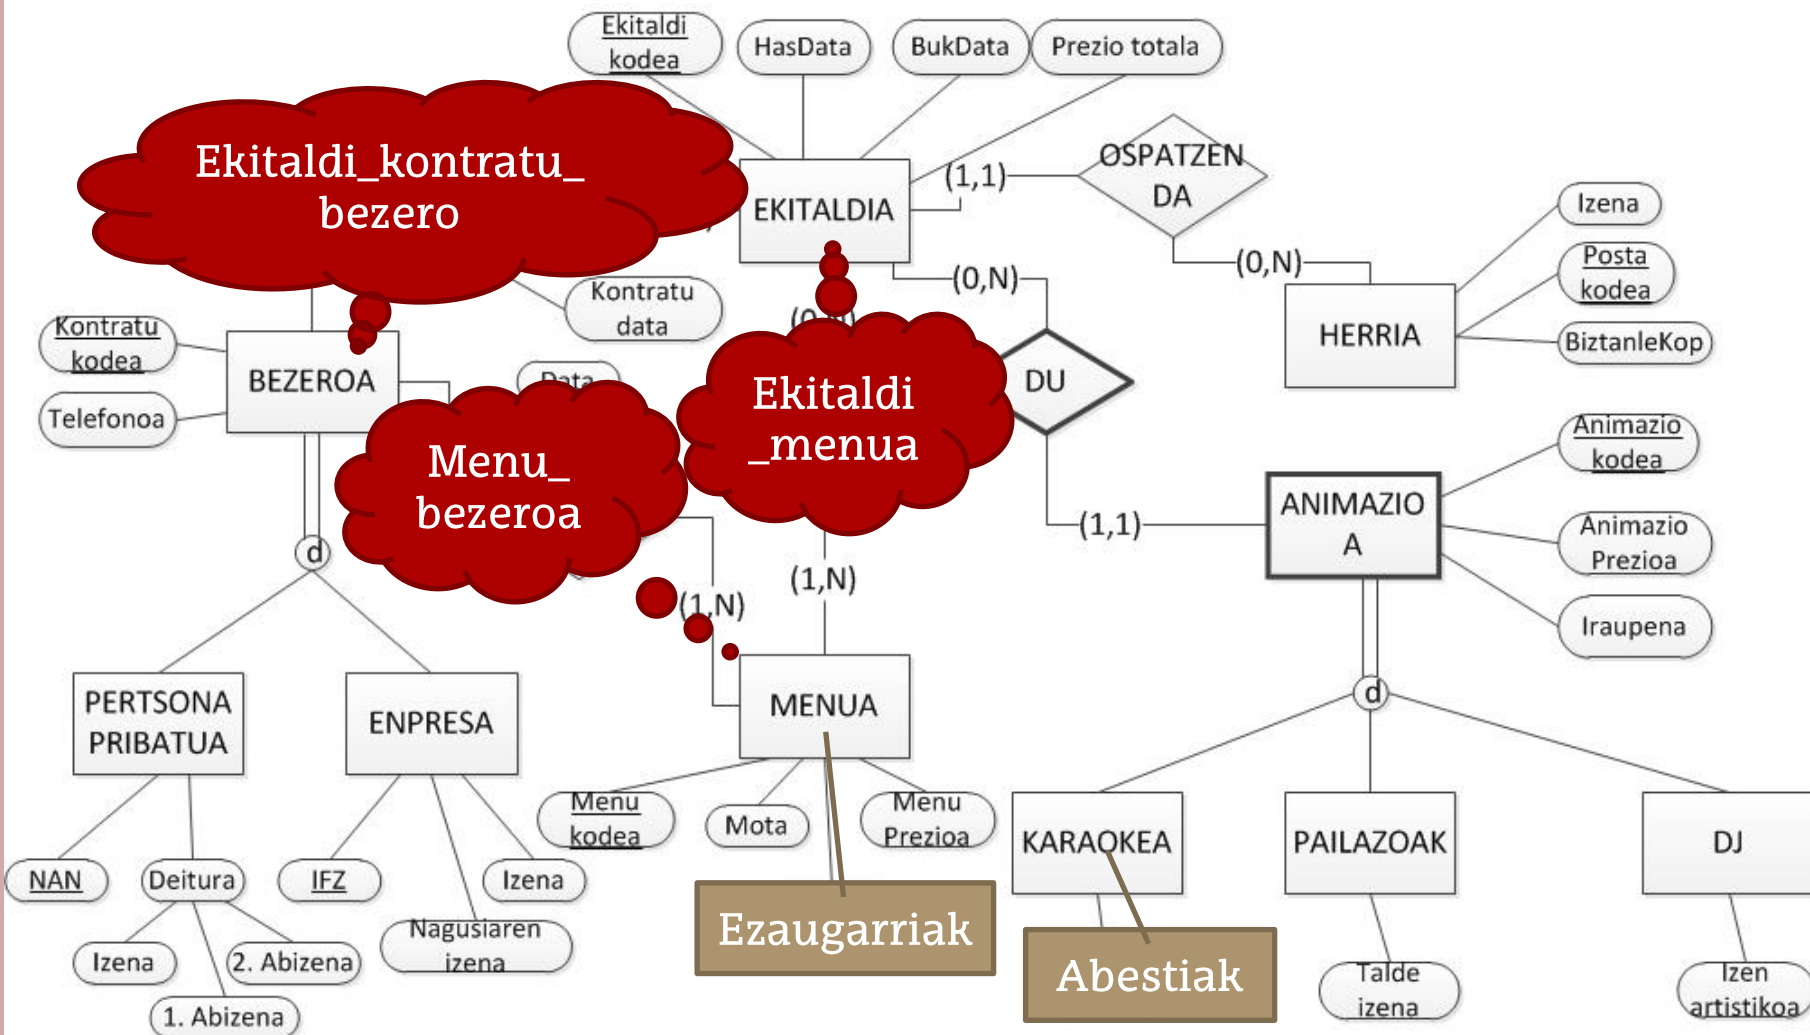 Ekitaldi
kodea
HasData
BukData
Prezio totala
Ekitaldi_kontratu_
bezero
EKITALDIA
(1,1)
OSPATZEN
DA
Izena
Posta
kodea
BiztanleKop
(0,N)
HERRIA
(0,N)
Kontratu
data
Kontratu
kodea
Telefonoa
BEZEROA
Data
Menu_
bezeroa
Ekitaldi
_menua
DU
(1,1)
ANIMAZIO
A
Animazio
kodea
Animazio
Prezioa
Iraupena
d
(1,N)
(1,N)
d
PERTSONA
PRIBATUA
ENPRESA
MENUA
Menu
kodea
Mota
Menu
Prezioa
KARAOKEA
PAILAZOAK
DJ
NAN
Deitura
IFZ
Izena
Izena
2. Abizena
1. Abizena
Nagusiaren
izena
Ezaugarriak
Abestiak
Talde
izena
Izen
artistikoa